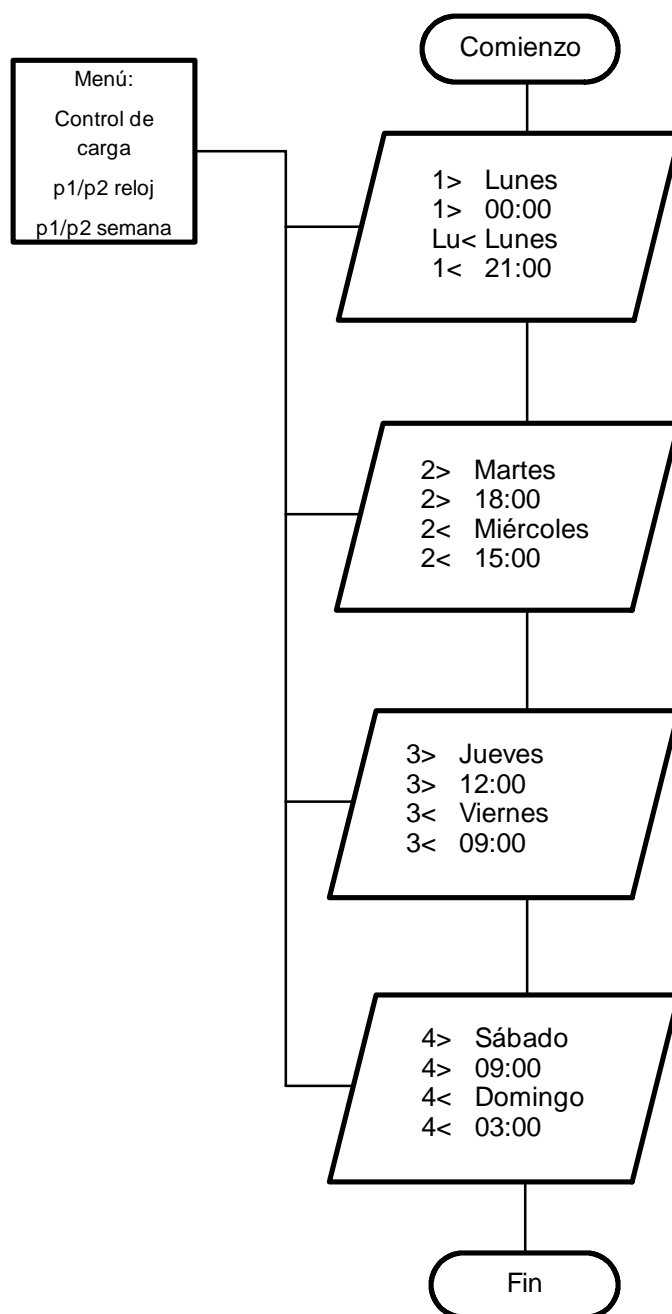 Comienzo
Menú:
Control de
carga
p1/p2 reloj
p1/p2 semana
1> Lunes
1> 00:00
Lu< Lunes
1< 21:00
2> Martes
2> 18:00
2< Miércoles
2< 15:00
3> Jueves
3> 12:00
3< Viernes
3< 09:00
4> Sábado
4> 09:00
4< Domingo
4< 03:00
Fin